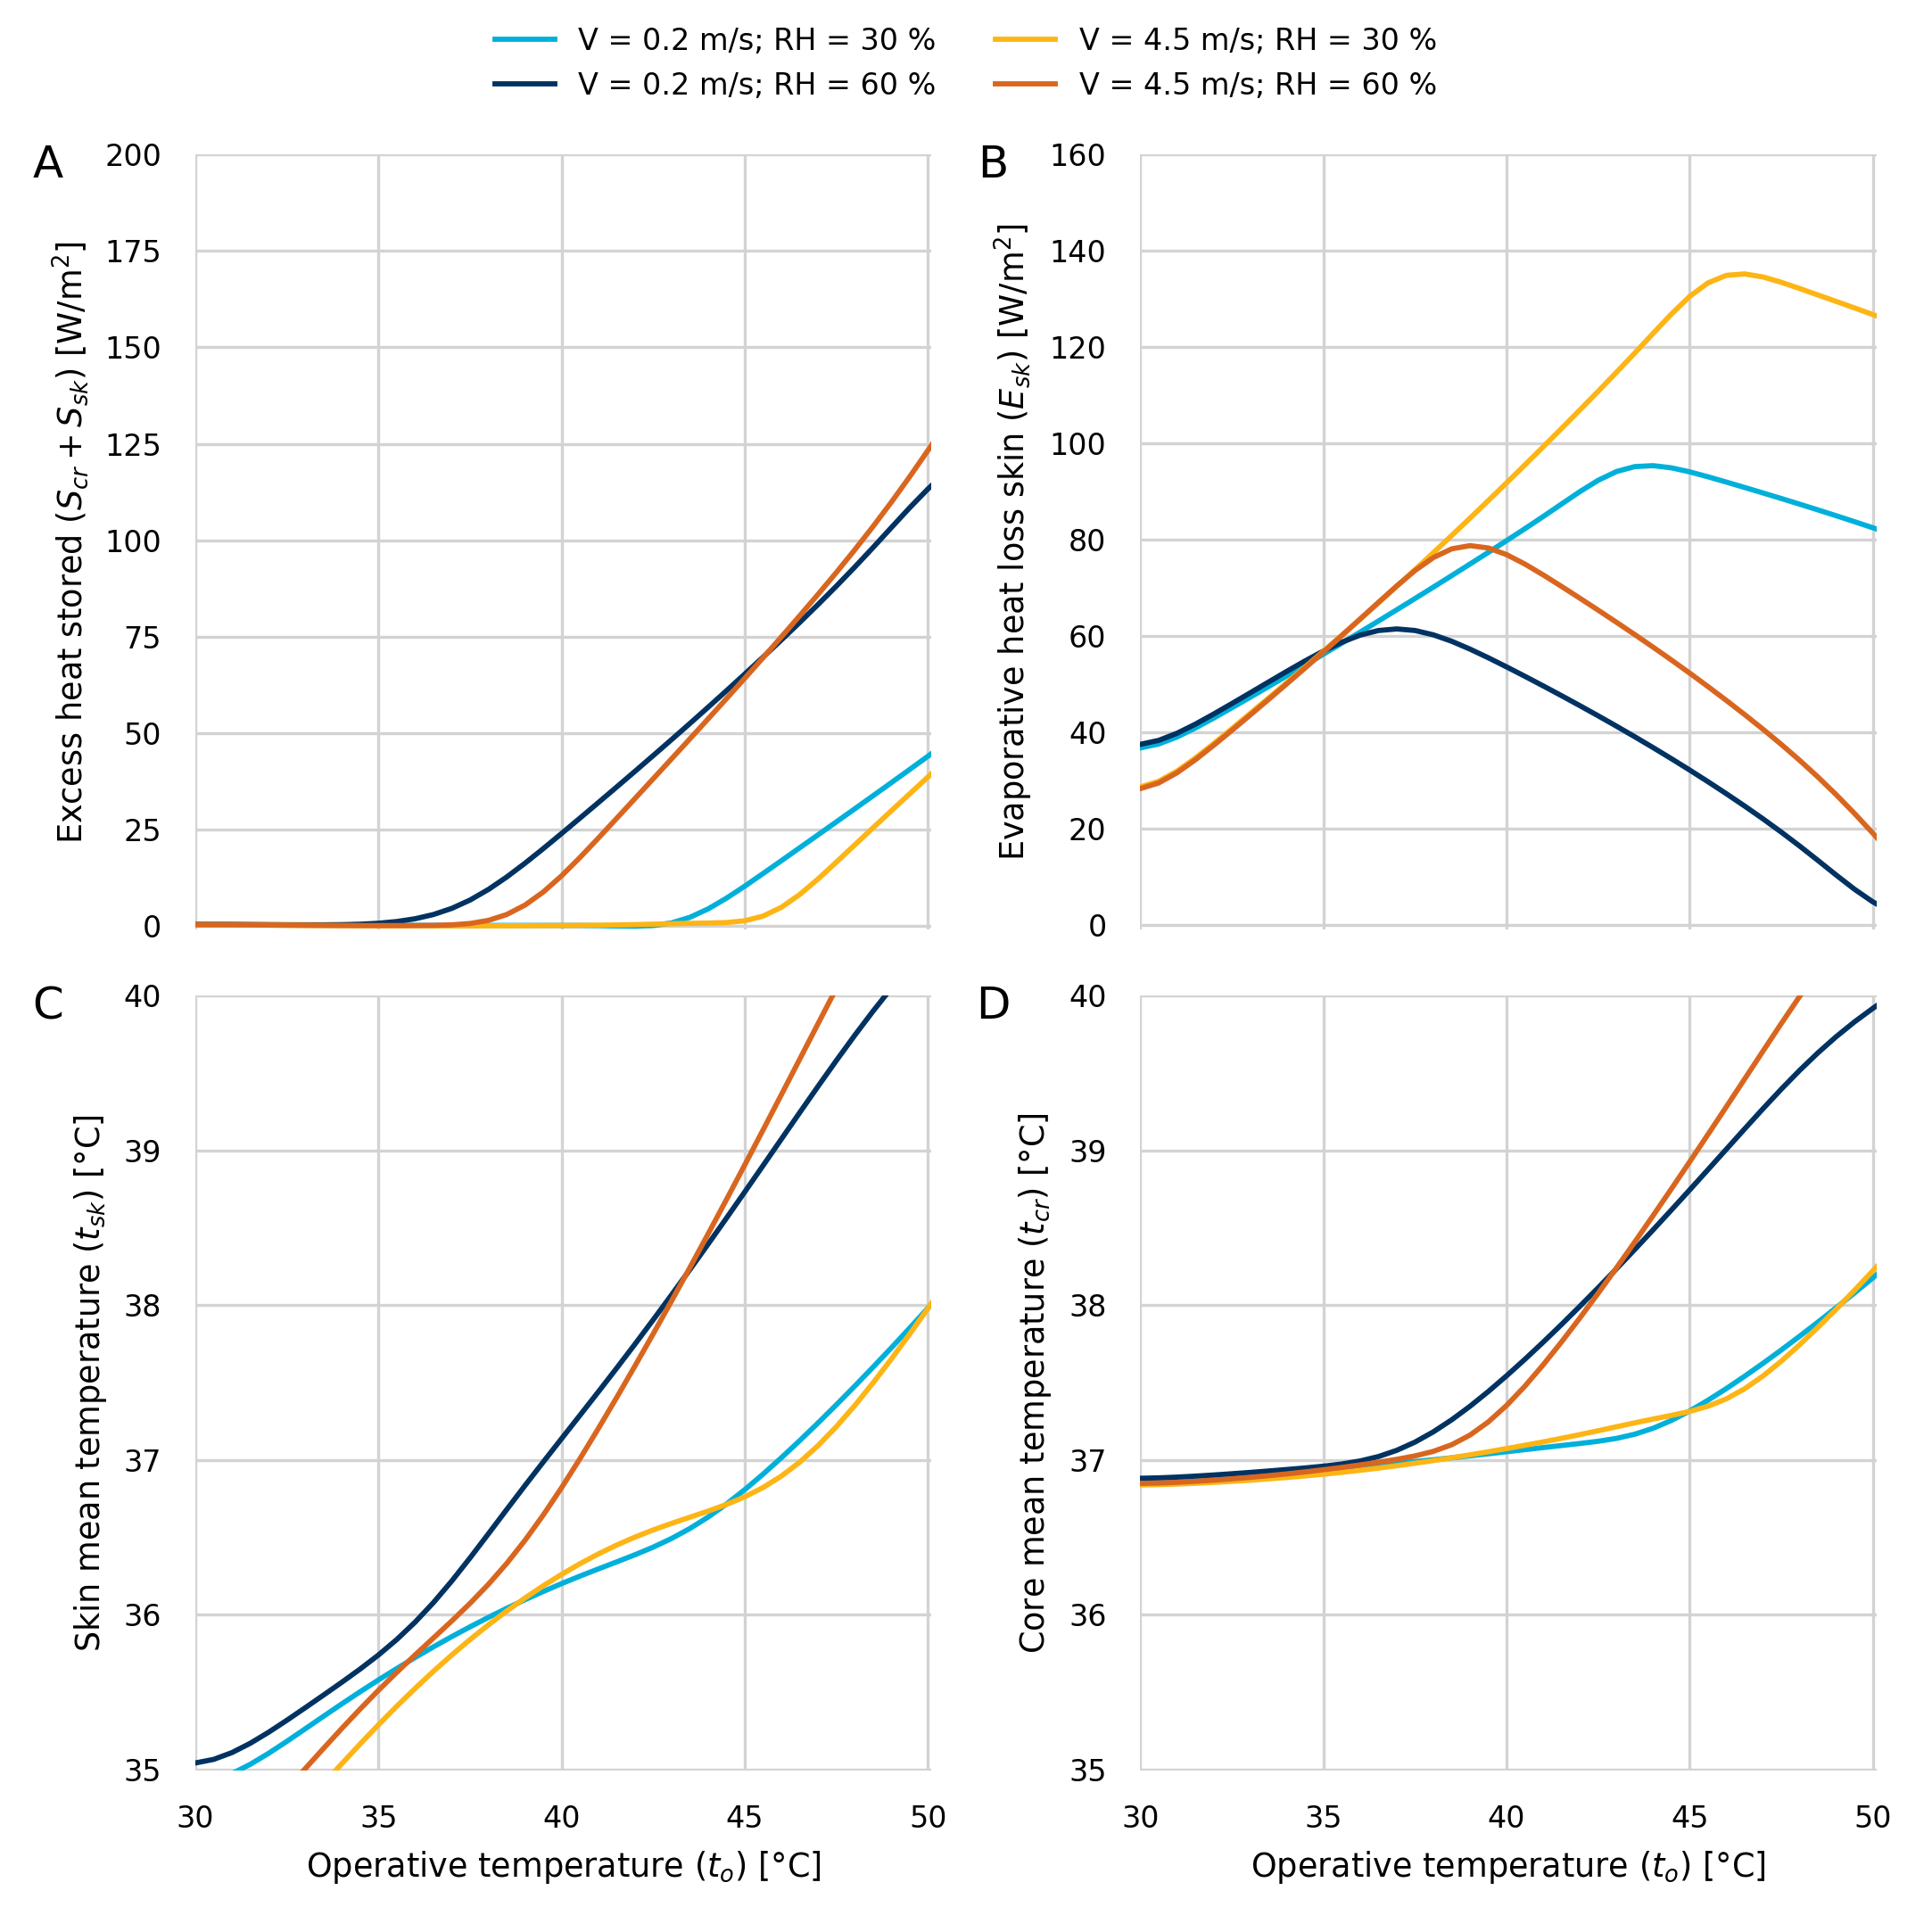 V = 0.2 m/s; RH = 30 %
V = 0.2 m/s; RH = 60 %
V = 4.5 m/s; RH = 30 %
V = 4.5 m/s; RH = 60 %
A
200
175
150
125
100
75
50
25
0
Excess heat stored (S_cr + S_sk) [W/m²]
B
160
140
120
100
80
60
40
20
0
Evaporative heat loss skin (E_sk) [W/m²]
C
40
39
38
37
36
35
Skin mean temperature (t_sk) [°C]
30 35 40 45 50
Operative temperature (t_o) [°C]
D
40
39
38
37
36
35
Core mean temperature (t_cr) [°C]
30 35 40 45 50
Operative temperature (t_o) [°C]